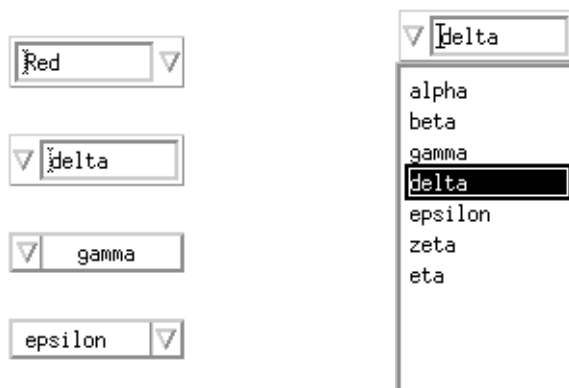 Red
delta
gamma
epsilon
delta
alpha
beta
gamma
delta
epsilon
zeta
eta